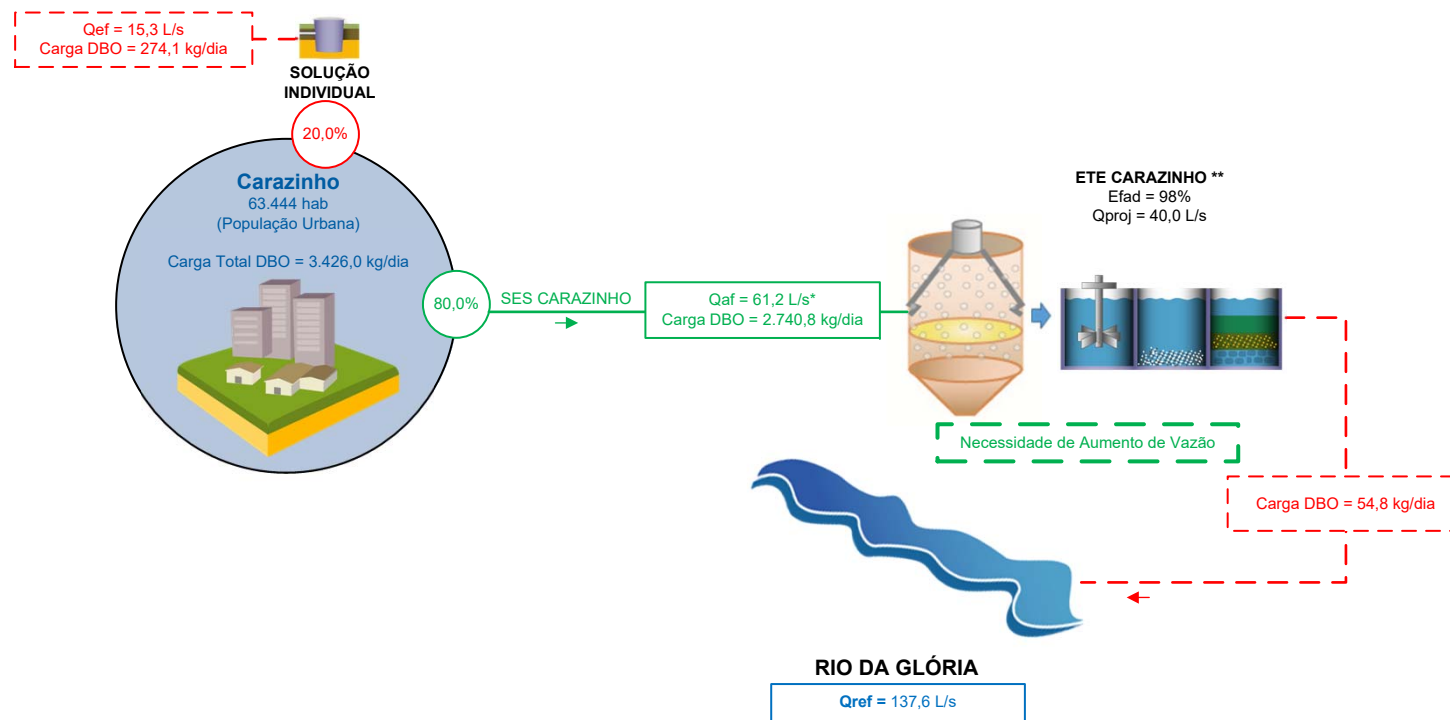 Qef = 15,3 L/s
Carga DBO = 274,1 kg/dia
SOLUÇÃO
INDIVIDUAL
20,0%
Carazinho
63.444 hab
(População Urbana)
Carga Total DBO = 3.426,0 kg/dia
80,0%
SES CARAZINHO
Qaf = 61,2 L/s*
Carga DBO = 2.740,8 kg/dia
ETE CARAZINHO **
Efad = 98%
Qproj = 40,0 L/s
Necessidade de Aumento de Vazão
Carga DBO = 54,8 kg/dia
RIO DA GLÓRIA
Qref = 137,6 L/s